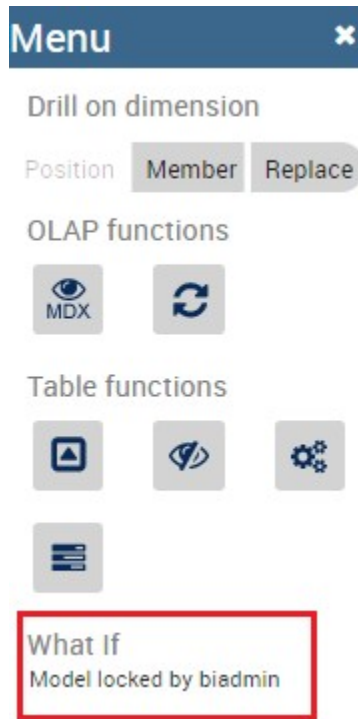 Menu
Drill on dimension
Position Member Replace
OLAP functions
MDX
Table functions
What If
Model locked by biadmin